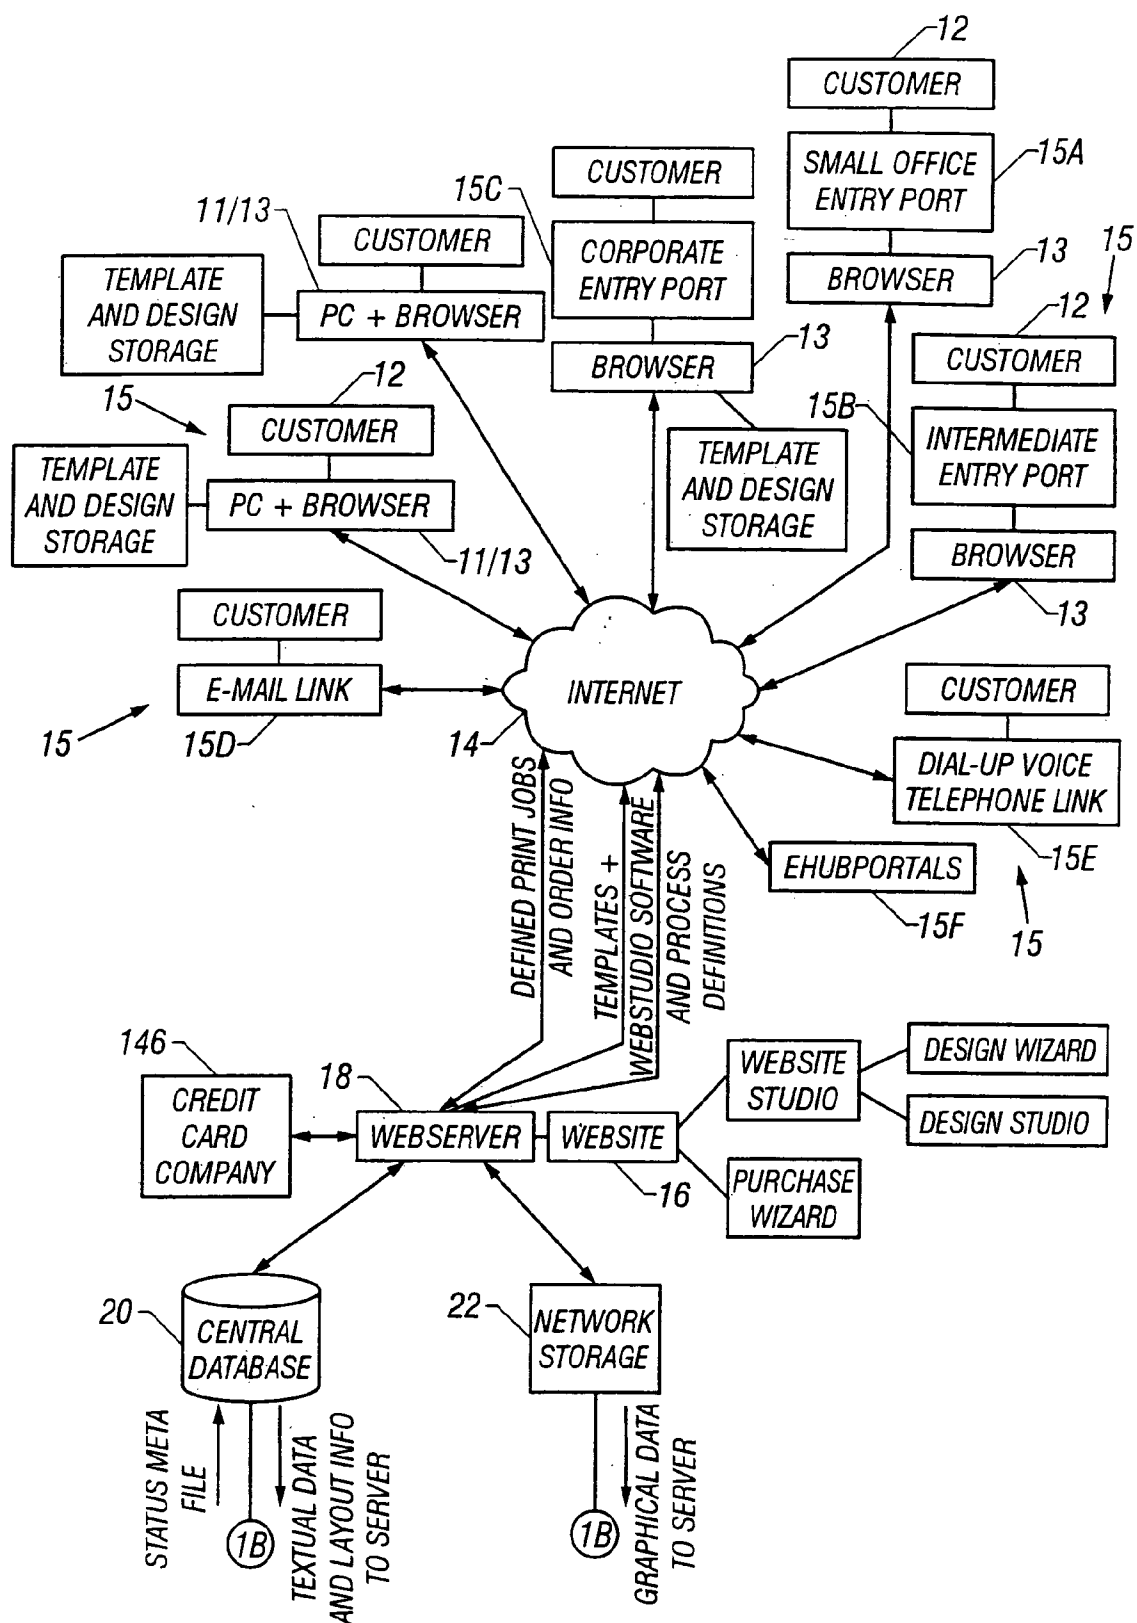 12
CUSTOMER
SMALL OFFICE
ENTRY PORT
15A
BROWSER
13
15C
CUSTOMER
CORPORATE
ENTRY PORT
BROWSER
13
TEMPLATE
AND DESIGN
STORAGE
11/13
CUSTOMER
PC + BROWSER
TEMPLATE
AND DESIGN
STORAGE
15
12
CUSTOMER
PC + BROWSER
11/13
TEMPLATE
AND DESIGN
STORAGE
15
12
CUSTOMER
15B
INTERMEDIATE
ENTRY PORT
BROWSER
13
CUSTOMER
E-MAIL LINK
15D
15
INTERNET
14
CUSTOMER
DIAL-UP VOICE
TELEPHONE LINK
15E
15
EHUBPORTALS
15F
DEFINED PRINT JOBS
AND ORDER INFO
TEMPLATES +
WEBSTUDIO SOFTWARE
AND PROCESS
DEFINITIONS
146
CREDIT
CARD
COMPANY
18
WEBSERVER
WEBSITE
16
WEBSITE
STUDIO
DESIGN WIZARD
DESIGN STUDIO
PURCHASE
WIZARD
20
CENTRAL
DATABASE
22
NETWORK
STORAGE
STATUS META
FILE
1B
TEXTUAL DATA
AND LAYOUT INFO
TO SERVER
1B
GRAPHICAL DATA
TO SERVER